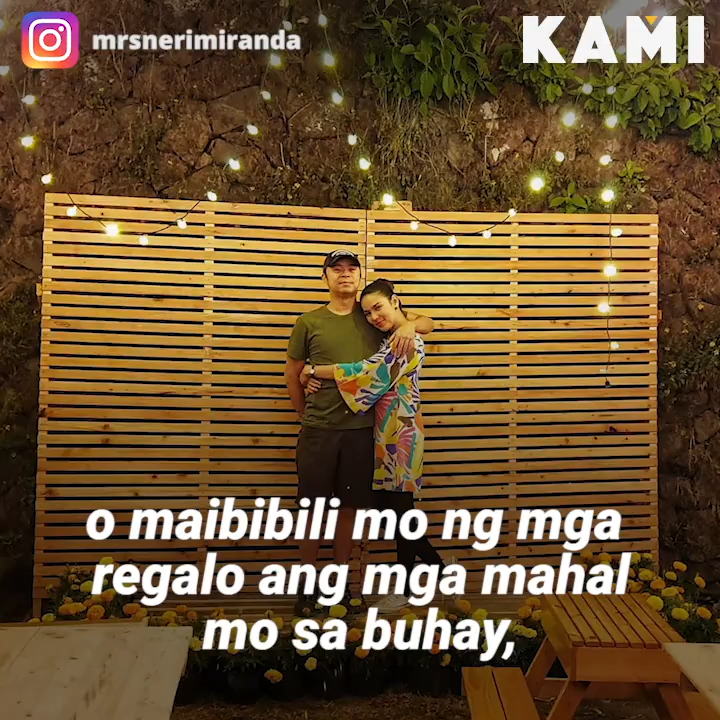 mrsnerimiranda
KAMI
o maibibili mo ng mga
regalo ang mga mahal
mo sa buhay,